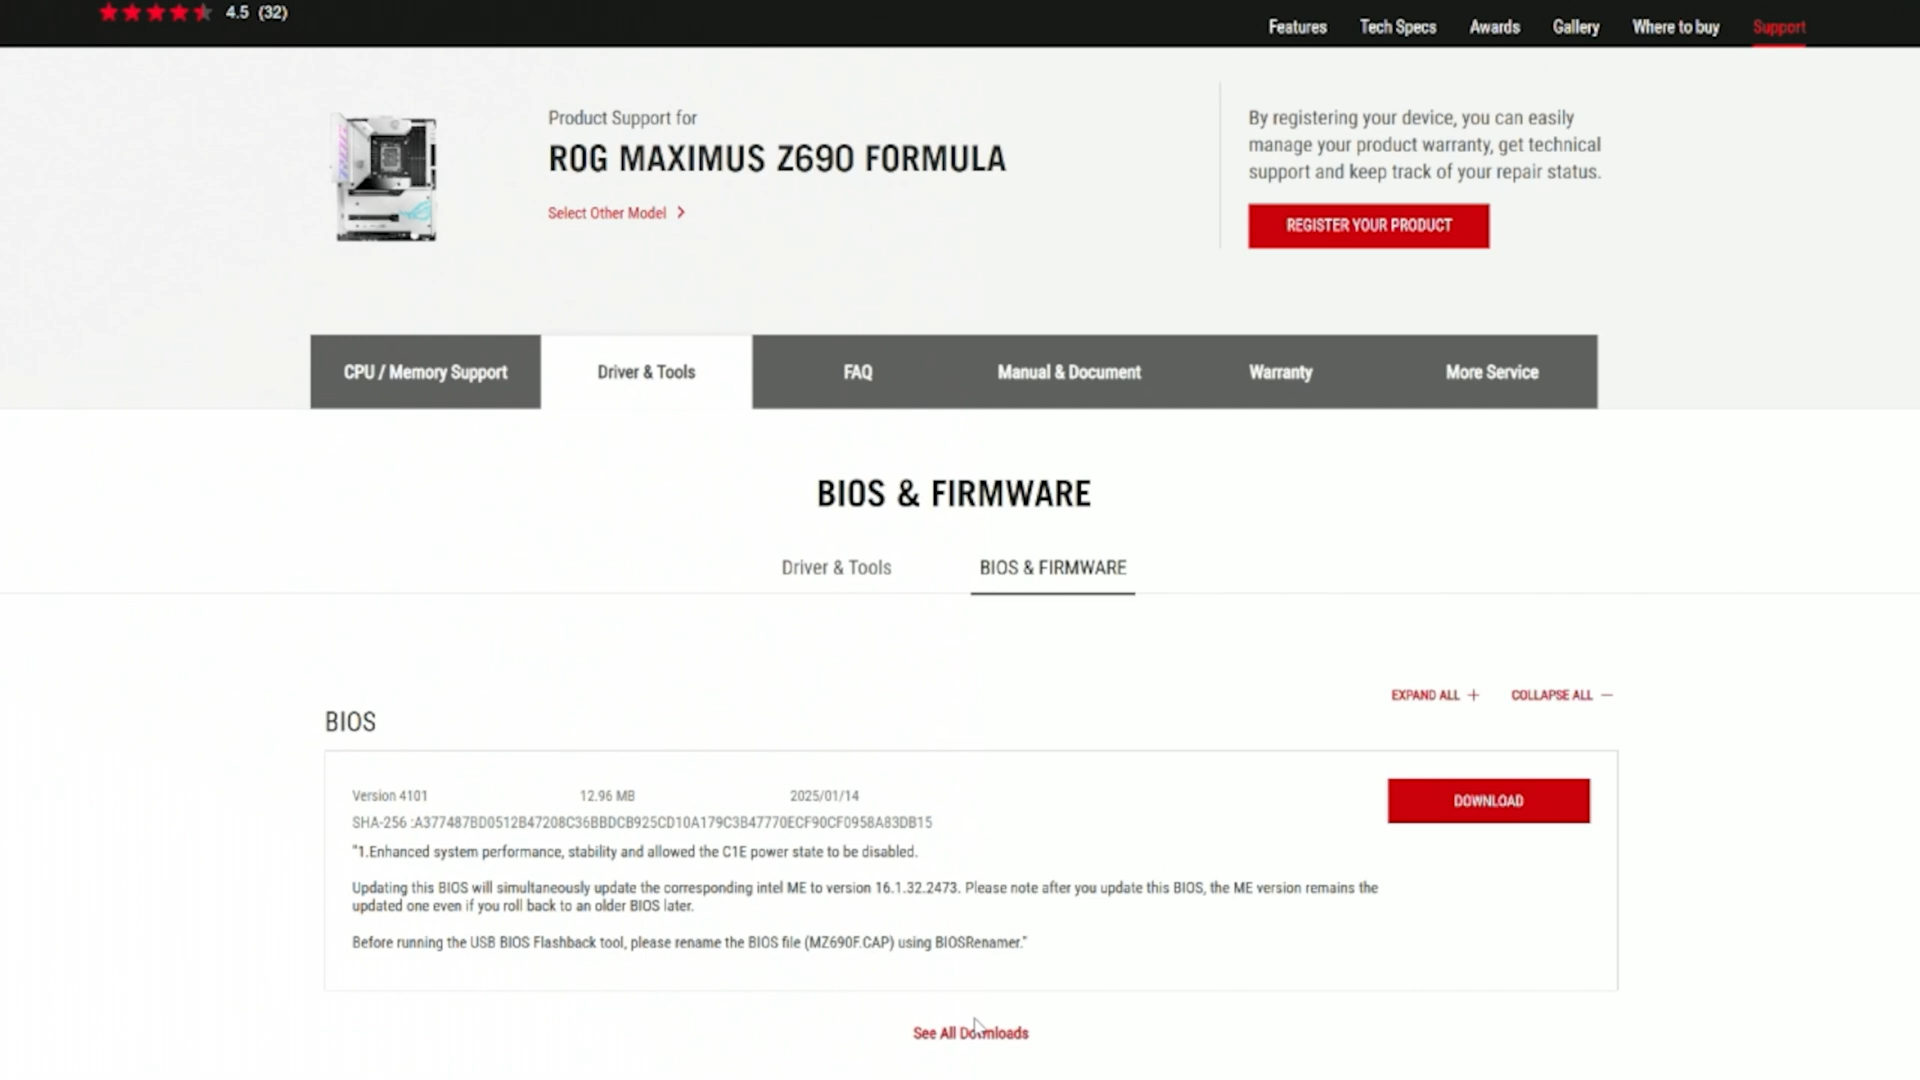 4.5 (32)
Features Tech Specs Awards Gallery Where to buy Support
Product Support for
ROG MAXIMUS Z690 FORMULA
Select Other Model
By registering your device, you can easily
manage your product warranty, get technical
support and keep track of your repair status.
REGISTER YOUR PRODUCT
CPU / Memory Support Driver & Tools FAQ Manual & Document Warranty More Service
BIOS & FIRMWARE
Driver & Tools BIOS & FIRMWARE
EXPAND ALL + COLLAPSE ALL —
BIOS
Version 4101 12.96 MB 2025/01/14
DOWNLOAD
SHA-256 :A377487BD0512B47208C36BBDCB925CD10A179C3B47770ECF90CF0958A83DB15
"1.Enhanced system performance, stability and allowed the C1E power state to be disabled.
Updating this BIOS will simultaneously update the corresponding intel ME to version 16.1.32.2473. Please note after you update this BIOS, the ME version remains the
updated one even if you roll back to an older BIOS later.
Before running the USB BIOS Flashback tool, please rename the BIOS file (MZ690F.CAP) using BIOSRenamer."
See All Downloads